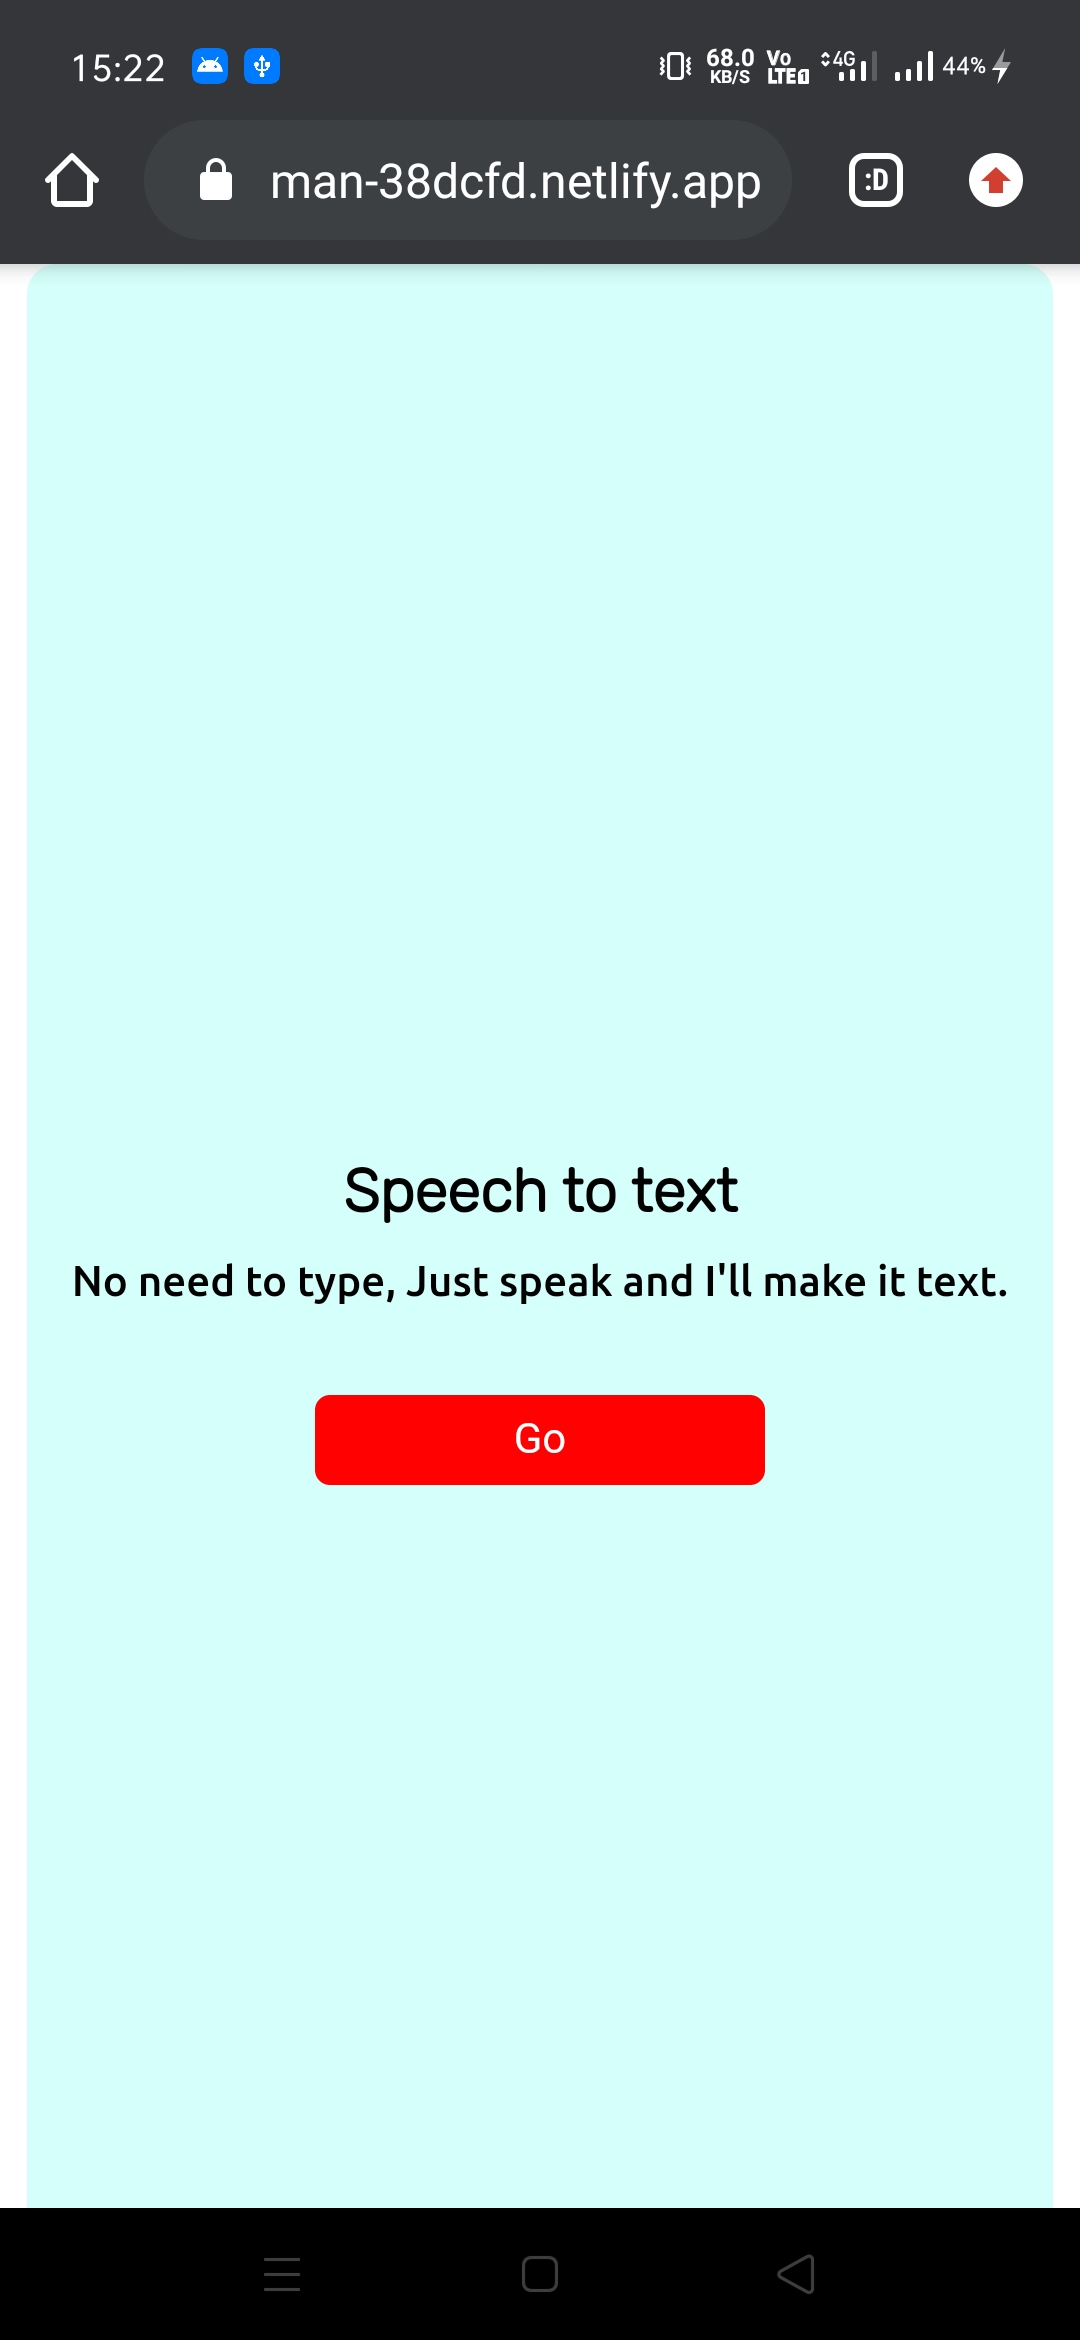 15:22 68.0 KB/S Vo LTE1 4G 44%
man-38dcfd.netlify.app :D
Speech to text
No need to type, Just speak and I'll make it text.
Go